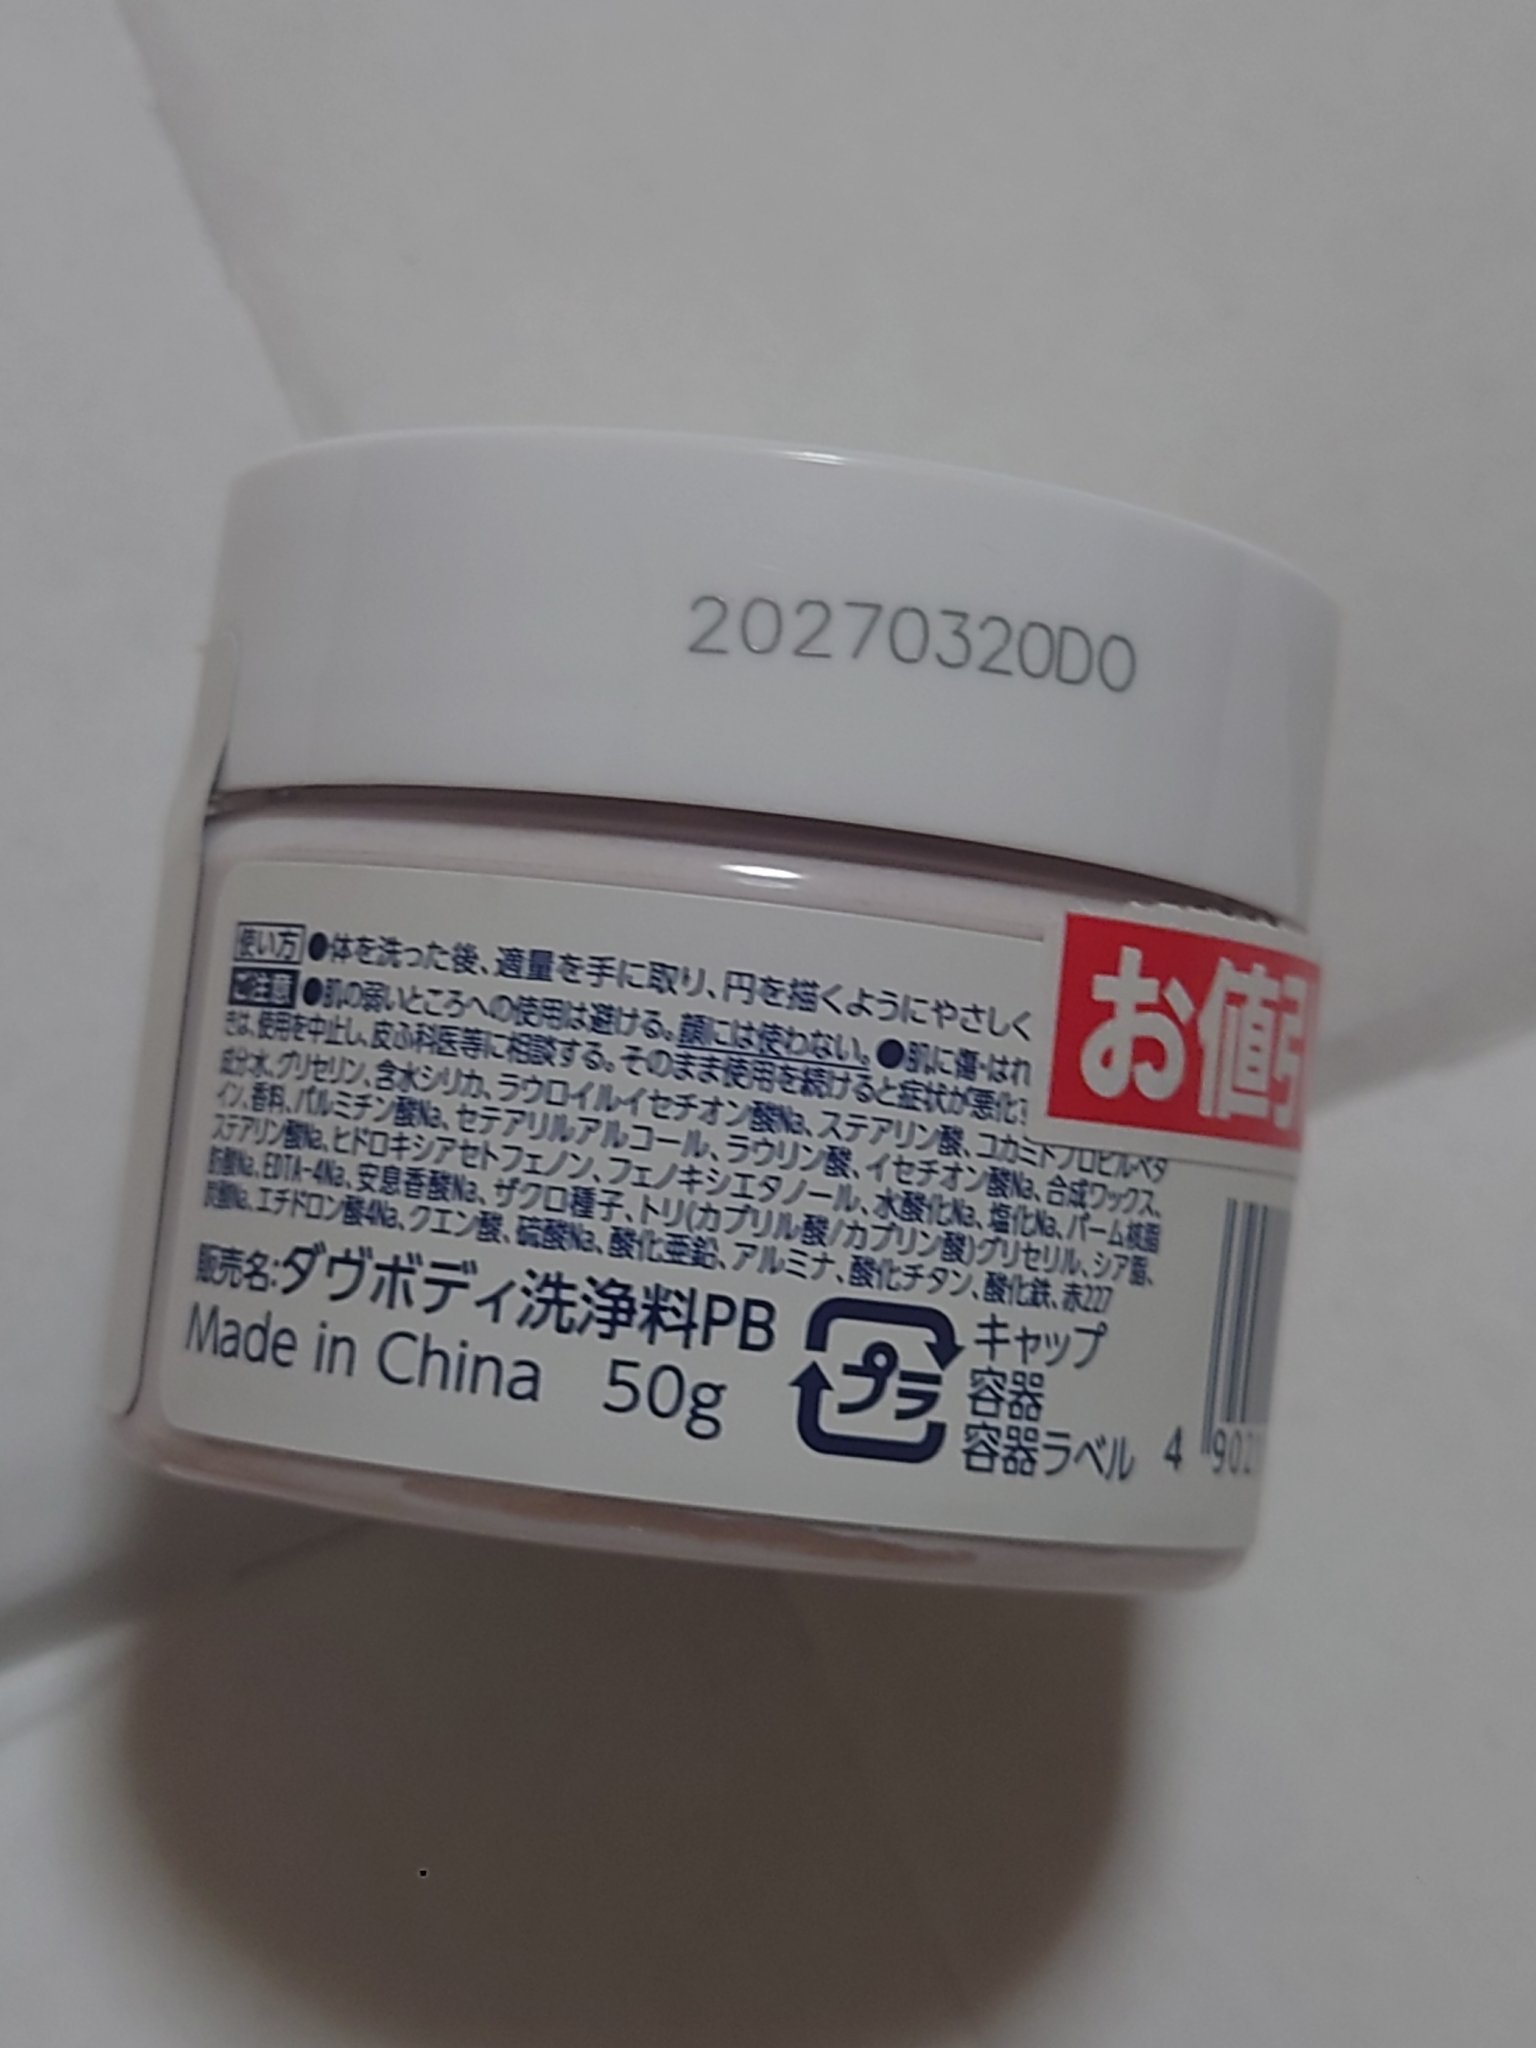 20270320D0
使い方 ●体を洗った後、適量を手に取り、円を描くようにやさしく
ご注意 ●肌の弱いところへの使用は避ける。顔には使わない。●肌に傷・はれ
きは、使用を中止し、皮ふ科医等に相談する。そのまま使用を続けると症状が悪化
成分水、グリセリン、含水シリカ、ラウロイルイセチオン酸Na、ステアリン酸、コカミドプロピルベタ
イン、香料、パルミチン酸Na、セテアリルアルコール、ラウリン酸、イセチオン酸Na、合成ワックス、
ステアリン酸Na、ヒドロキシアセトフェノン、フェノキシエタノール、水酸化Na、塩化Na、パーム核脂
肪酸Na、EDTA-4Na、安息香酸Na、ザクロ種子、トリ(カプリル酸/カプリン酸)グリセリル、シア脂、
炭酸Na、エチドロン酸4Na、クエン酸、硫酸Na、酸化亜鉛、アルミナ、酸化チタン、酸化鉄、赤227
お値引
販売名:ダヴボディ洗浄料PB
Made in China 50g
プラ
キャップ
容器
容器ラベル
4 902